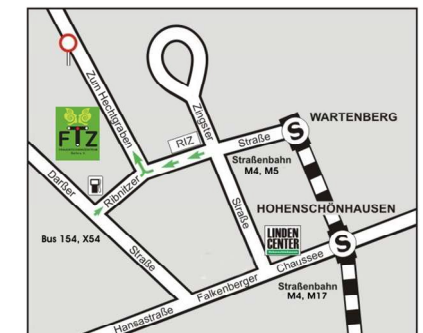 Zum Hechtgraben
Zingster
WARTENBERG
FTZ
RIZ
Straße
S
Straßenbahn
M4, M5
Darßer
Ribnitzer
HOHENSCHÖNHAUSEN
Straße
LINDEN
CENTER
S
Bus 154, X54
Straße
Chaussee
Straßenbahn
M4, M17
Falkenberger
Hansastraße